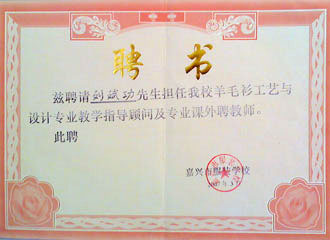 聘书
兹聘请刘斌功先生担任我校羊毛衫工艺与
设计专业教学指导顾问及专业课外聘教师。
此聘
嘉兴市服装学校